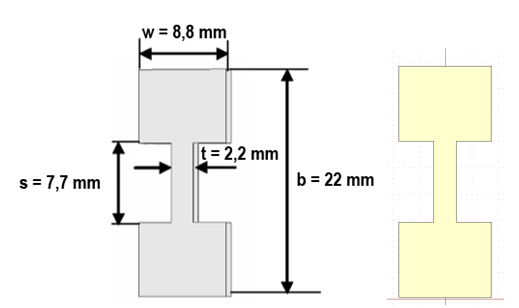 w = 8,8 mm
t = 2,2 mm
s = 7,7 mm
b = 22 mm